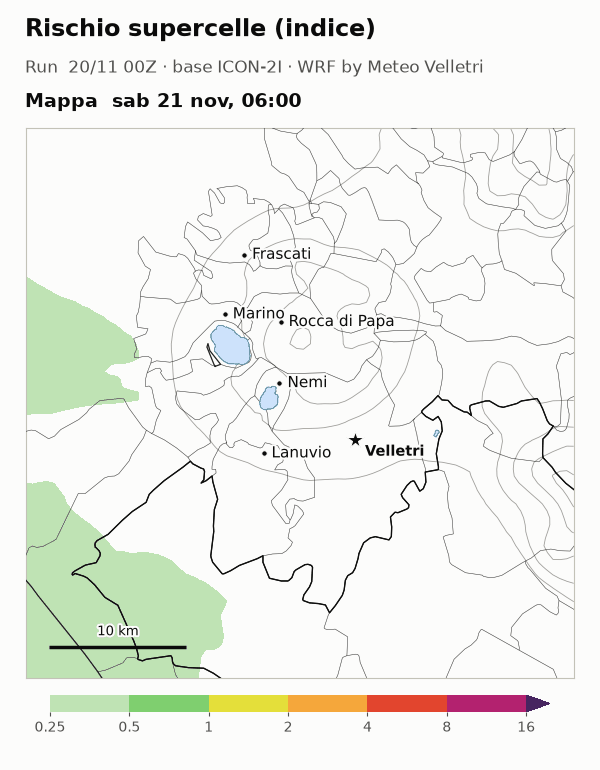 Rischio supercelle (indice)
Run  20/11 00Z · base ICON-2I · WRF by Meteo Velletri
Mappa  sab 21 nov, 06:00
Frascati
Marino
Rocca di Papa
Nemi
Velletri
Lanuvio
10 km
0.25 0.5 1 2 4 8 16